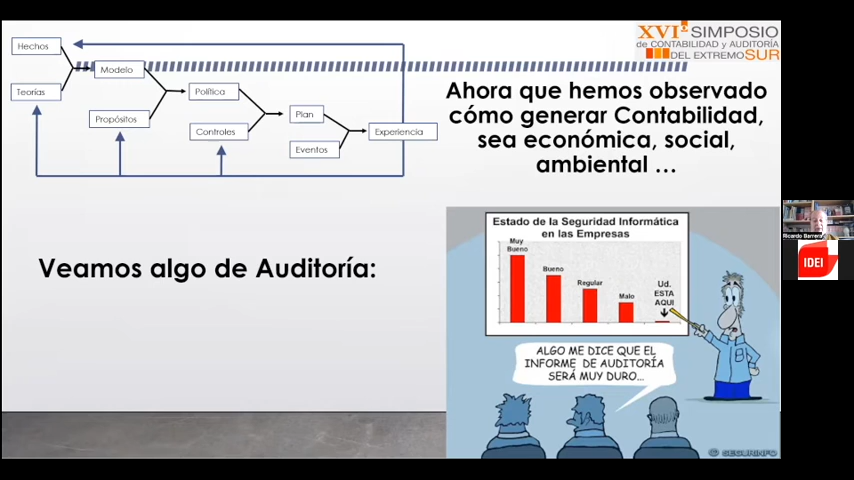 XVI SIMPOSIO
de CONTABILIDAD y AUDITORÍA
DEL EXTREMO SUR
Hechos
Teorías
Modelo
Propósitos
Política
Controles
Plan
Eventos
Experiencia
Ahora que hemos observado
cómo generar Contabilidad,
sea económica, social,
ambiental ...
Veamos algo de Auditoría:
Estado de la Seguridad Informática
en las Empresas
Muy
Bueno
Bueno
Regular
Malo
Ud.
ESTA
AQUI
ALGO ME DICE QUE EL
INFORME DE AUDITORÍA
SERÁ MUY DURO...
© SEGURINFO
Ricardo Barrera
IDEI